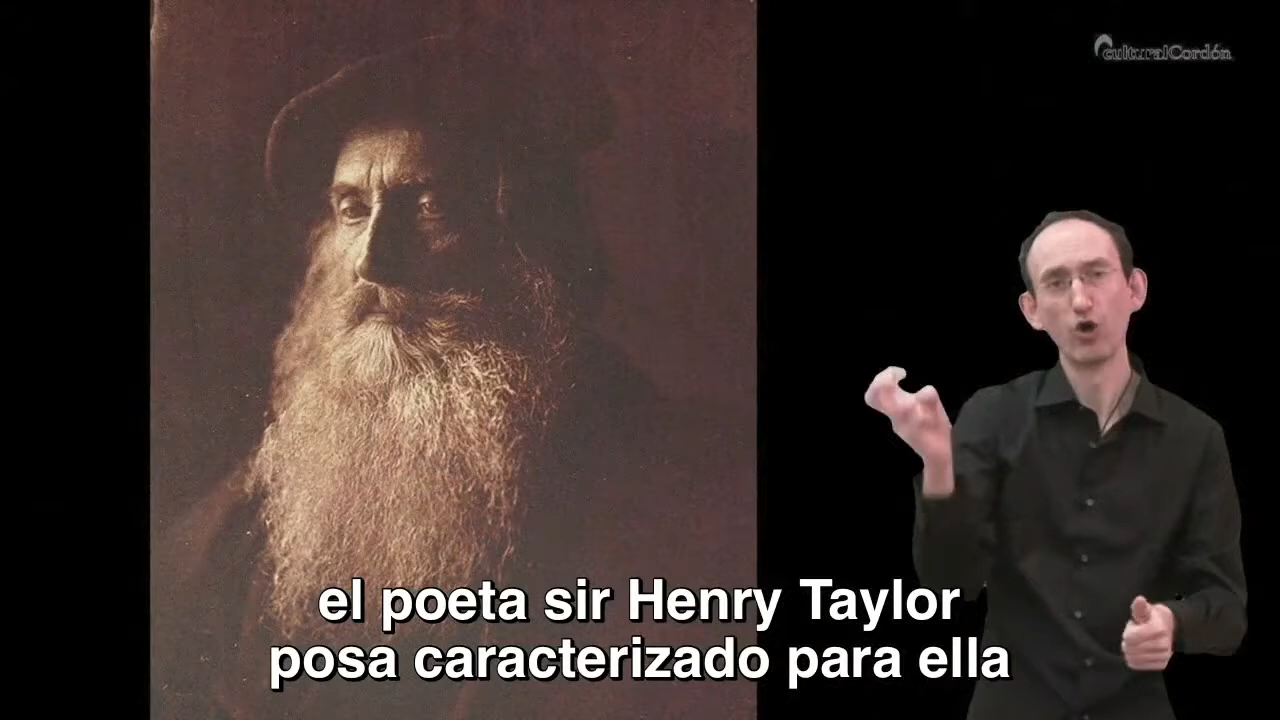 culturalCordón
el poeta sir Henry Taylor
posa caracterizado para ella